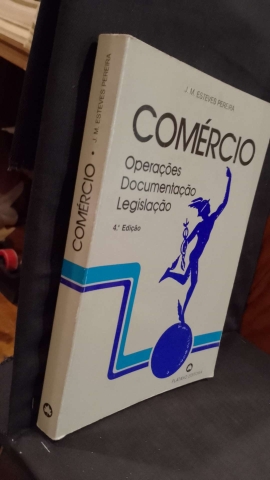 J. M. ESTEVES PEREIRA
COMÉRCIO
Operações
Documentação
Legislação
4.ª Edição
COMÉRCIO • J. M. ESTEVES PEREIRA